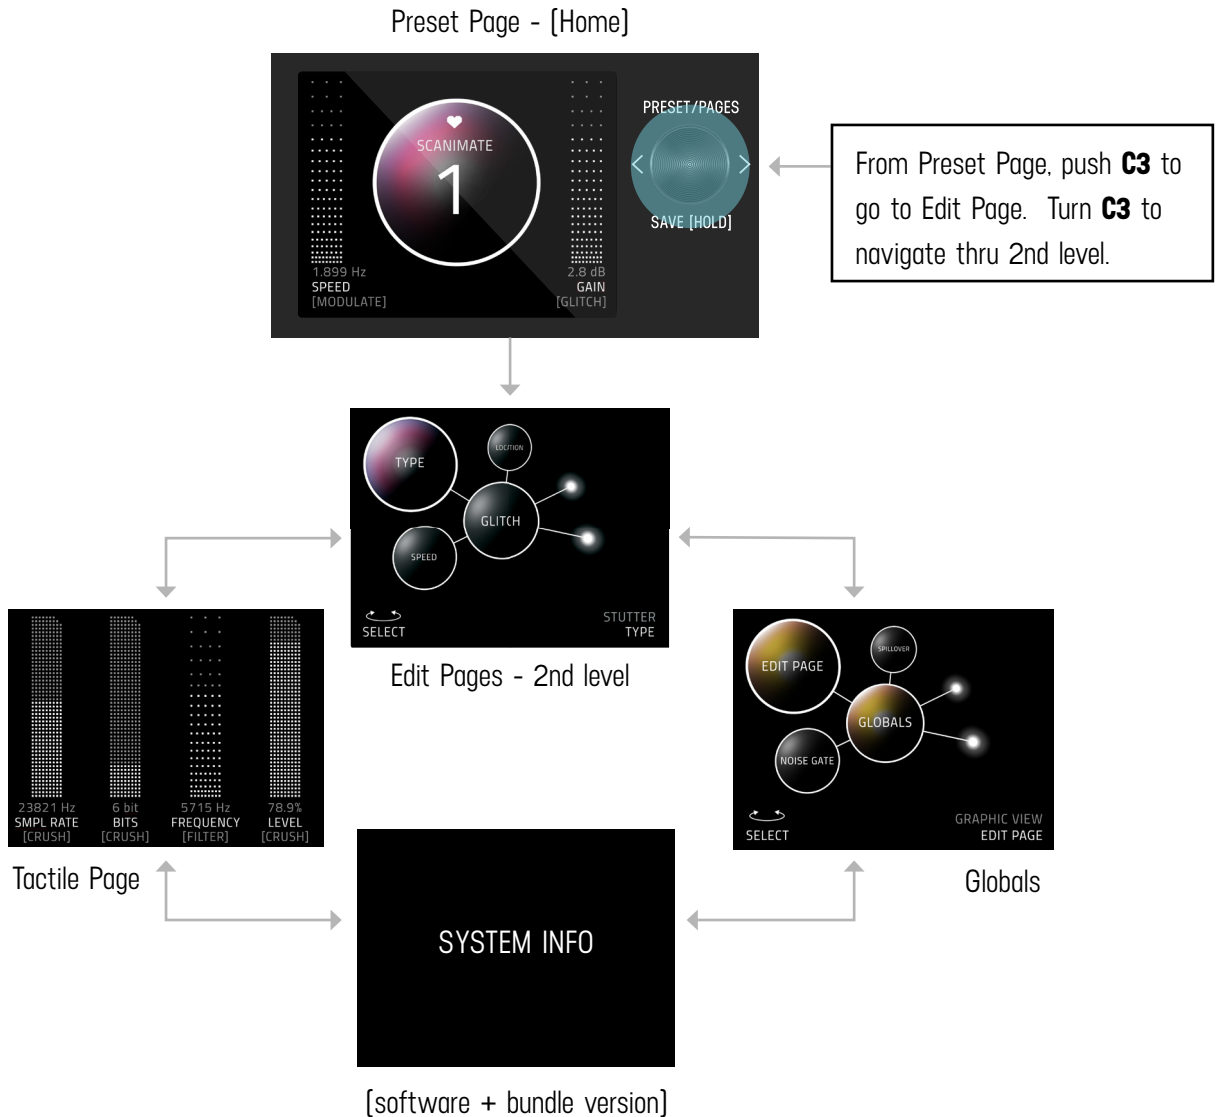 Preset Page - [Home]
SCANIMATE
1
1.899 Hz
SPEED
[MODULATE]
2.8 dB
GAIN
[GLITCH]
PRESET/PAGES
SAVE [HOLD]
From Preset Page, push C3 to
go to Edit Page. Turn C3 to
navigate thru 2nd level.
TYPE
LOCATION
GLITCH
SPEED
SELECT
STUTTER
TYPE
Edit Pages - 2nd level
23821 Hz
SMPL RATE
[CRUSH]
6 bit
BITS
[CRUSH]
5715 Hz
FREQUENCY
[FILTER]
78.9%
LEVEL
[CRUSH]
Tactile Page
EDIT PAGE
SPILLOVER
GLOBALS
NOISE GATE
SELECT
GRAPHIC VIEW
EDIT PAGE
Globals
SYSTEM INFO
[software + bundle version]